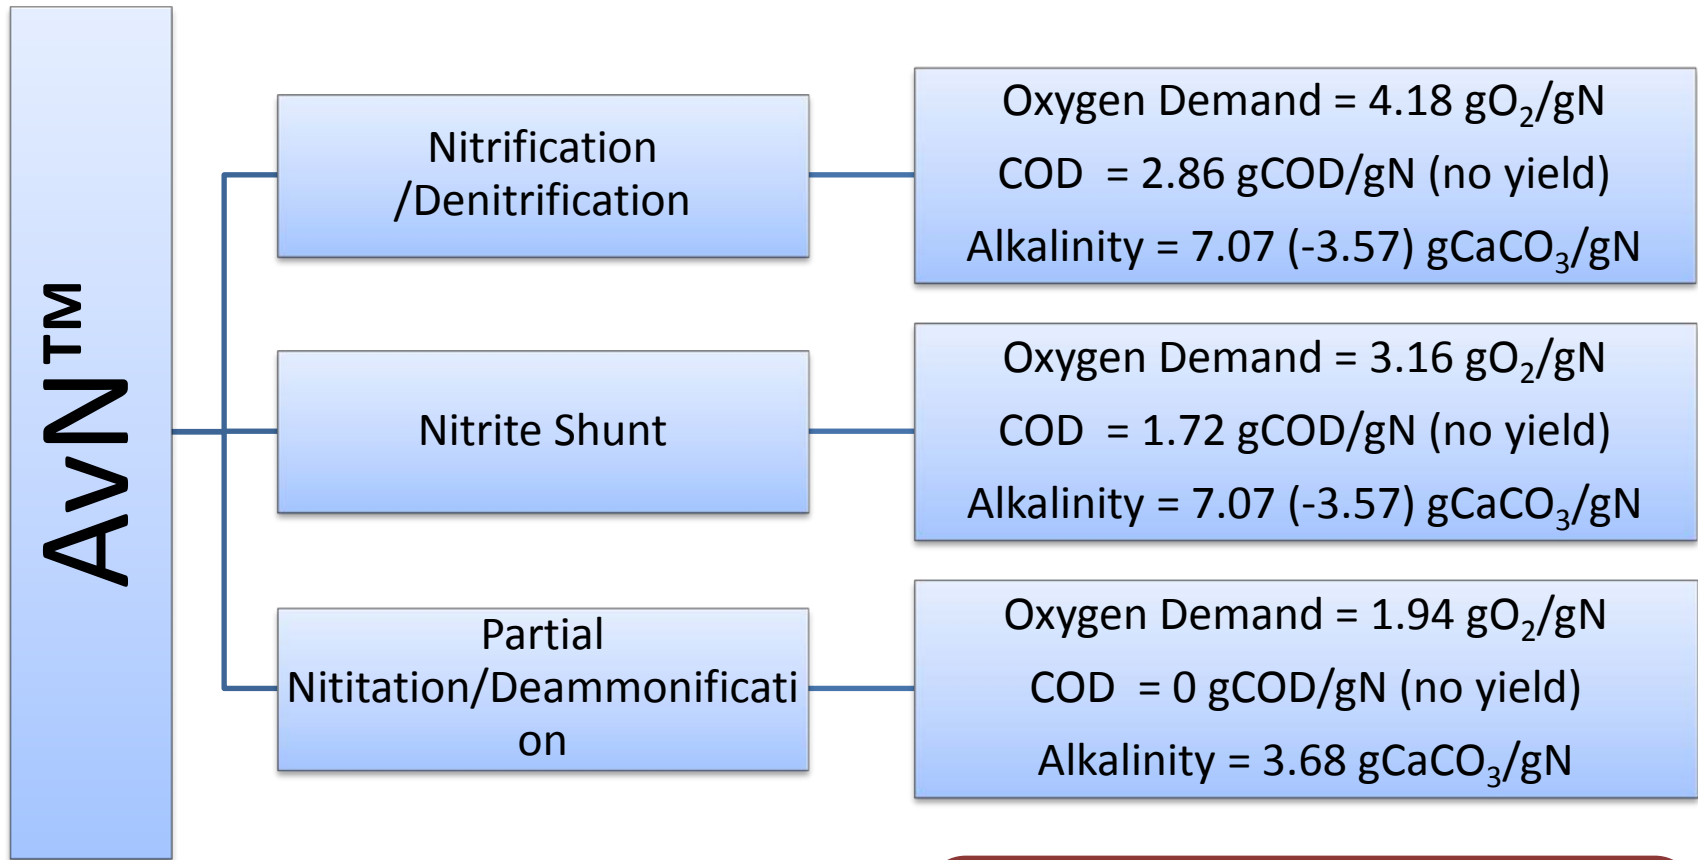 AvN™
Nitrification
/Denitrification
Oxygen Demand = 4.18 gO₂/gN
COD = 2.86 gCOD/gN (no yield)
Alkalinity = 7.07 (-3.57) gCaCO₃/gN
Nitrite Shunt
Oxygen Demand = 3.16 gO₂/gN
COD = 1.72 gCOD/gN (no yield)
Alkalinity = 7.07 (-3.57) gCaCO₃/gN
Partial
Nititation/Deammonificati
on
Oxygen Demand = 1.94 gO₂/gN
COD = 0 gCOD/gN (no yield)
Alkalinity = 3.68 gCaCO₃/gN